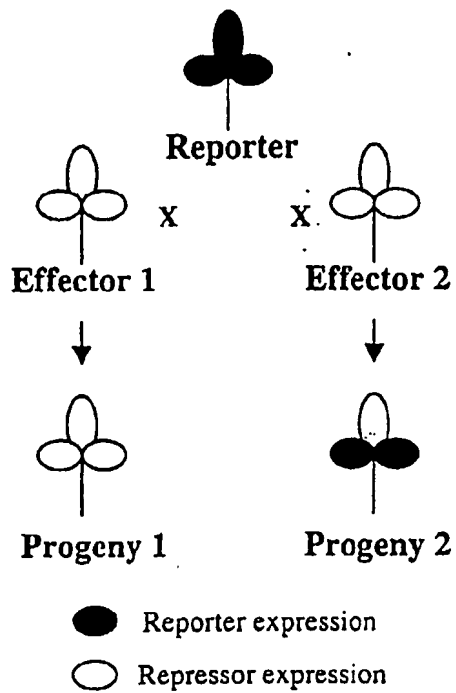 Reporter
X X
Effector 1 Effector 2
Progeny 1 Progeny 2
Reporter expression
Repressor expression